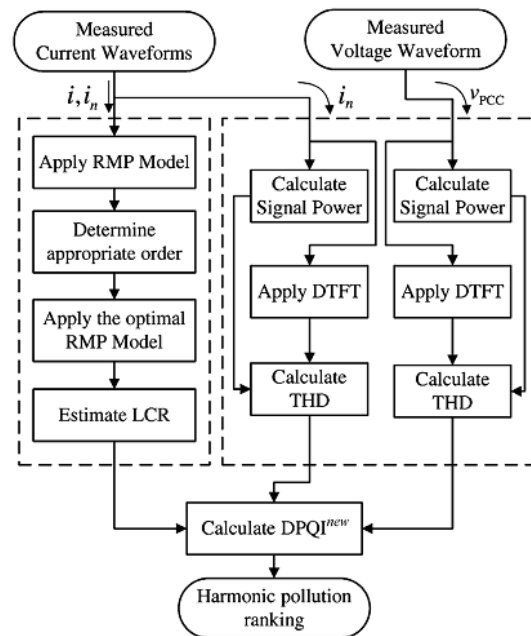 Measured
Current Waveforms
Measured
Voltage Waveform
i, i_n
i_n
v_PCC
Apply RMP Model
Determine
appropriate order
Apply the optimal
RMP Model
Estimate LCR
Calculate
Signal Power
Apply DTFT
Calculate
THD
Calculate
Signal Power
Apply DTFT
Calculate
THD
Calculate DPQI^new
Harmonic pollution
ranking